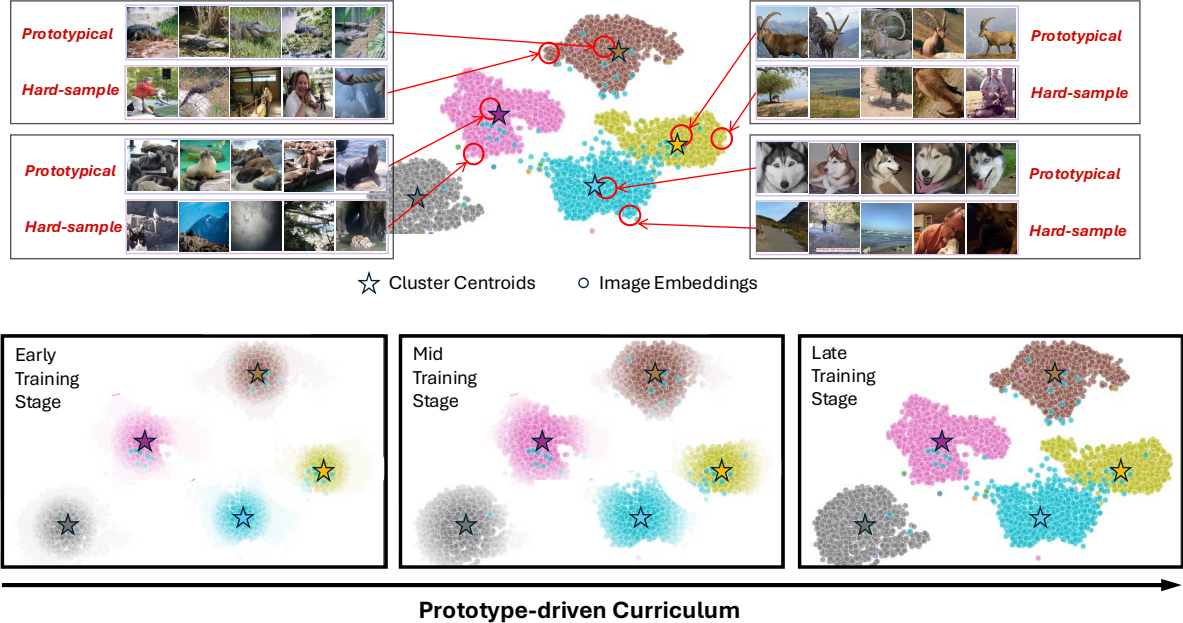 Prototypical
Hard-sample
Prototypical
Hard-sample
Prototypical
Hard-sample
Prototypical
Hard-sample
Cluster Centroids
Image Embeddings
Early
Training
Stage
Mid
Training
Stage
Late
Training
Stage
Prototype-driven Curriculum